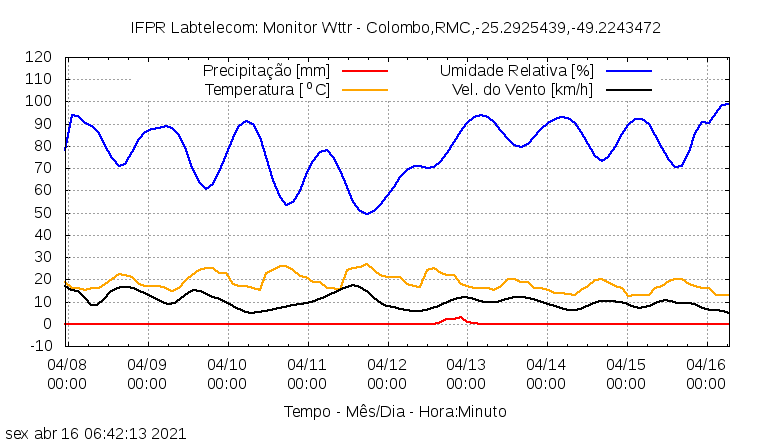 IFPR Labtelecom: Monitor Wttr - Colombo,RMC,-25.2925439,-49.2243472
Precipitação [mm]
Temperatura [⁰C]
Umidade Relativa [%]
Vel. do Vento [km/h]
120
110
100
90
80
70
60
50
40
30
20
10
0
-10
04/08 04/09 04/10 04/11 04/12 04/13 04/14 04/15 04/16
00:00 00:00 00:00 00:00 00:00 00:00 00:00 00:00 00:00
Tempo - Mês/Dia - Hora:Minuto
sex abr 16 06:42:13 2021